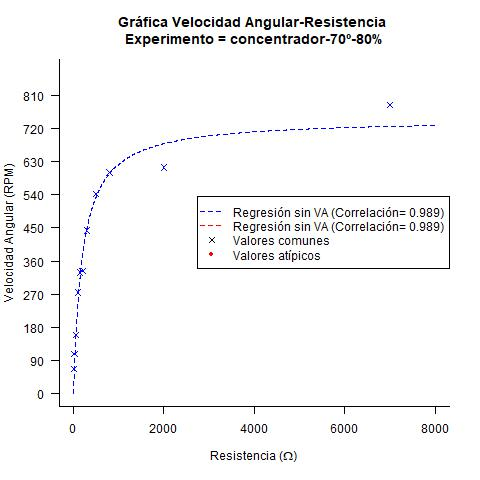 Gráfica Velocidad Angular-Resistencia
Experimento = concentrador-70º-80%
Velocidad Angular (RPM)
810
720
630
540
450
360
270
180
90
0
Regresión sin VA (Correlación= 0.989)
Regresión sin VA (Correlación= 0.989)
Valores comunes
Valores atípicos
0
2000
4000
6000
8000
Resistencia (Ω)